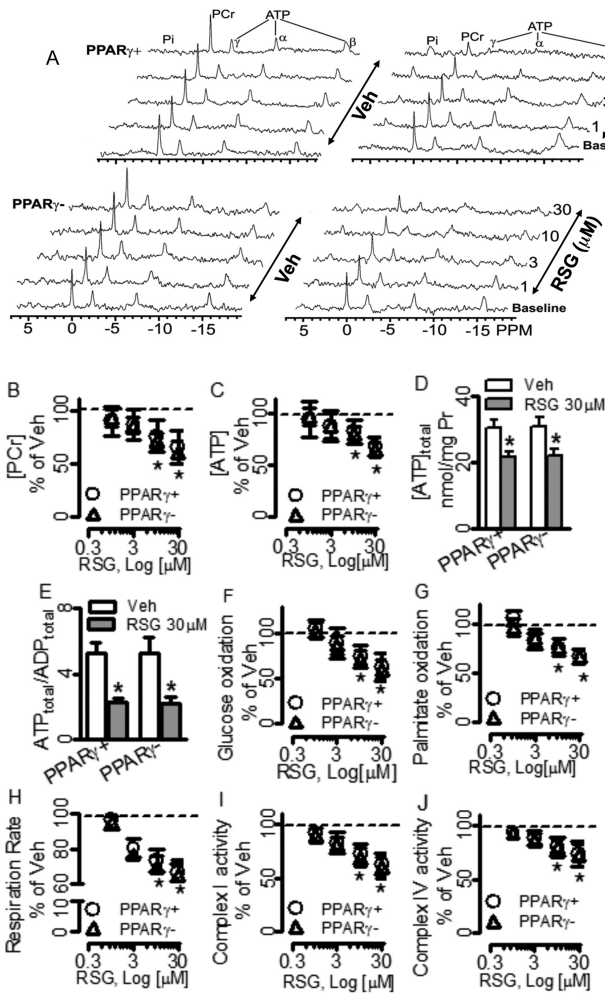 A
Pi
PCr
ATP
PPARγ+
γ
α
β
Veh
Pi
PCr
γ
ATP
α
1
Bas
PPARγ-
Veh
30
10
3
1
Baseline
RSG (μM)
5 0 -5 -10 -15
5 0 -5 -10 -15 PPM
B
[PCr]
% of Veh
100
50
0
PPARγ+
PPARγ-
0.3 3 30
RSG, Log [μM]
* *
C
[ATP]
% of Veh
100
50
0
PPARγ+
PPARγ-
0.3 3 30
RSG, Log [μM]
* *
D
Veh
RSG 30μM
[ATP]total
nmol/mg Pr
40
20
0
* *
PPARγ+
PPARγ-
E
Veh
RSG 30μM
ATPtotal/ADPtotal
8
4
0
* *
PPARγ+
PPARγ-
F
Glucose oxidation
% of Veh
100
50
0
PPARγ+
PPARγ-
0.3 3 30
RSG, Log[μM]
* *
G
Palmitate oxidation
% of Veh
100
50
0
PPARγ+
PPARγ-
0.3 3 30
RSG, Log[μM]
* *
H
Respiration Rate
% of Veh
100
80
60
10
0
PPARγ+
PPARγ-
0.3 3 30
RSG, Log [μM]
* *
I
Complex I activity
% of Veh
100
50
0
PPARγ+
PPARγ-
0.3 3 30
RSG, Log [μM]
* *
J
Complex IV activity
% of Veh
100
50
0
PPARγ+
PPARγ-
0.3 3 30
RSG, Log [μM]
* *